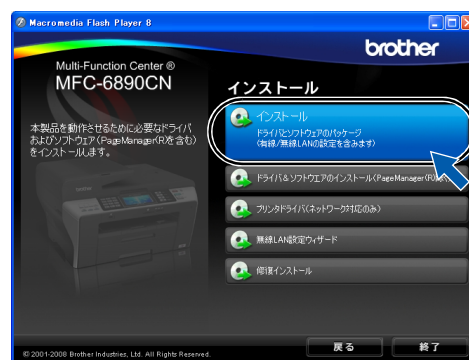 Macromedia Flash Player 8
brother
Multi-Function Center ®
MFC-6890CN
本製品を動作させるために必要なドライバ
およびソフトウェア(PageManager(R)を含む)
をインストールします。
インストール
インストール
ドライバとソフトウェアのパッケージ
(有線/無線LANの設定を含みます)
ドライバ&ソフトウエアのインストール(PageManager(R)
プリンタドライバ(ネットワーク対応のみ)
無線LAN設定ウィザード
修復インストール
© 2001-2008 Brother Industries, Ltd. All Rights Reserved.
戻る
終了